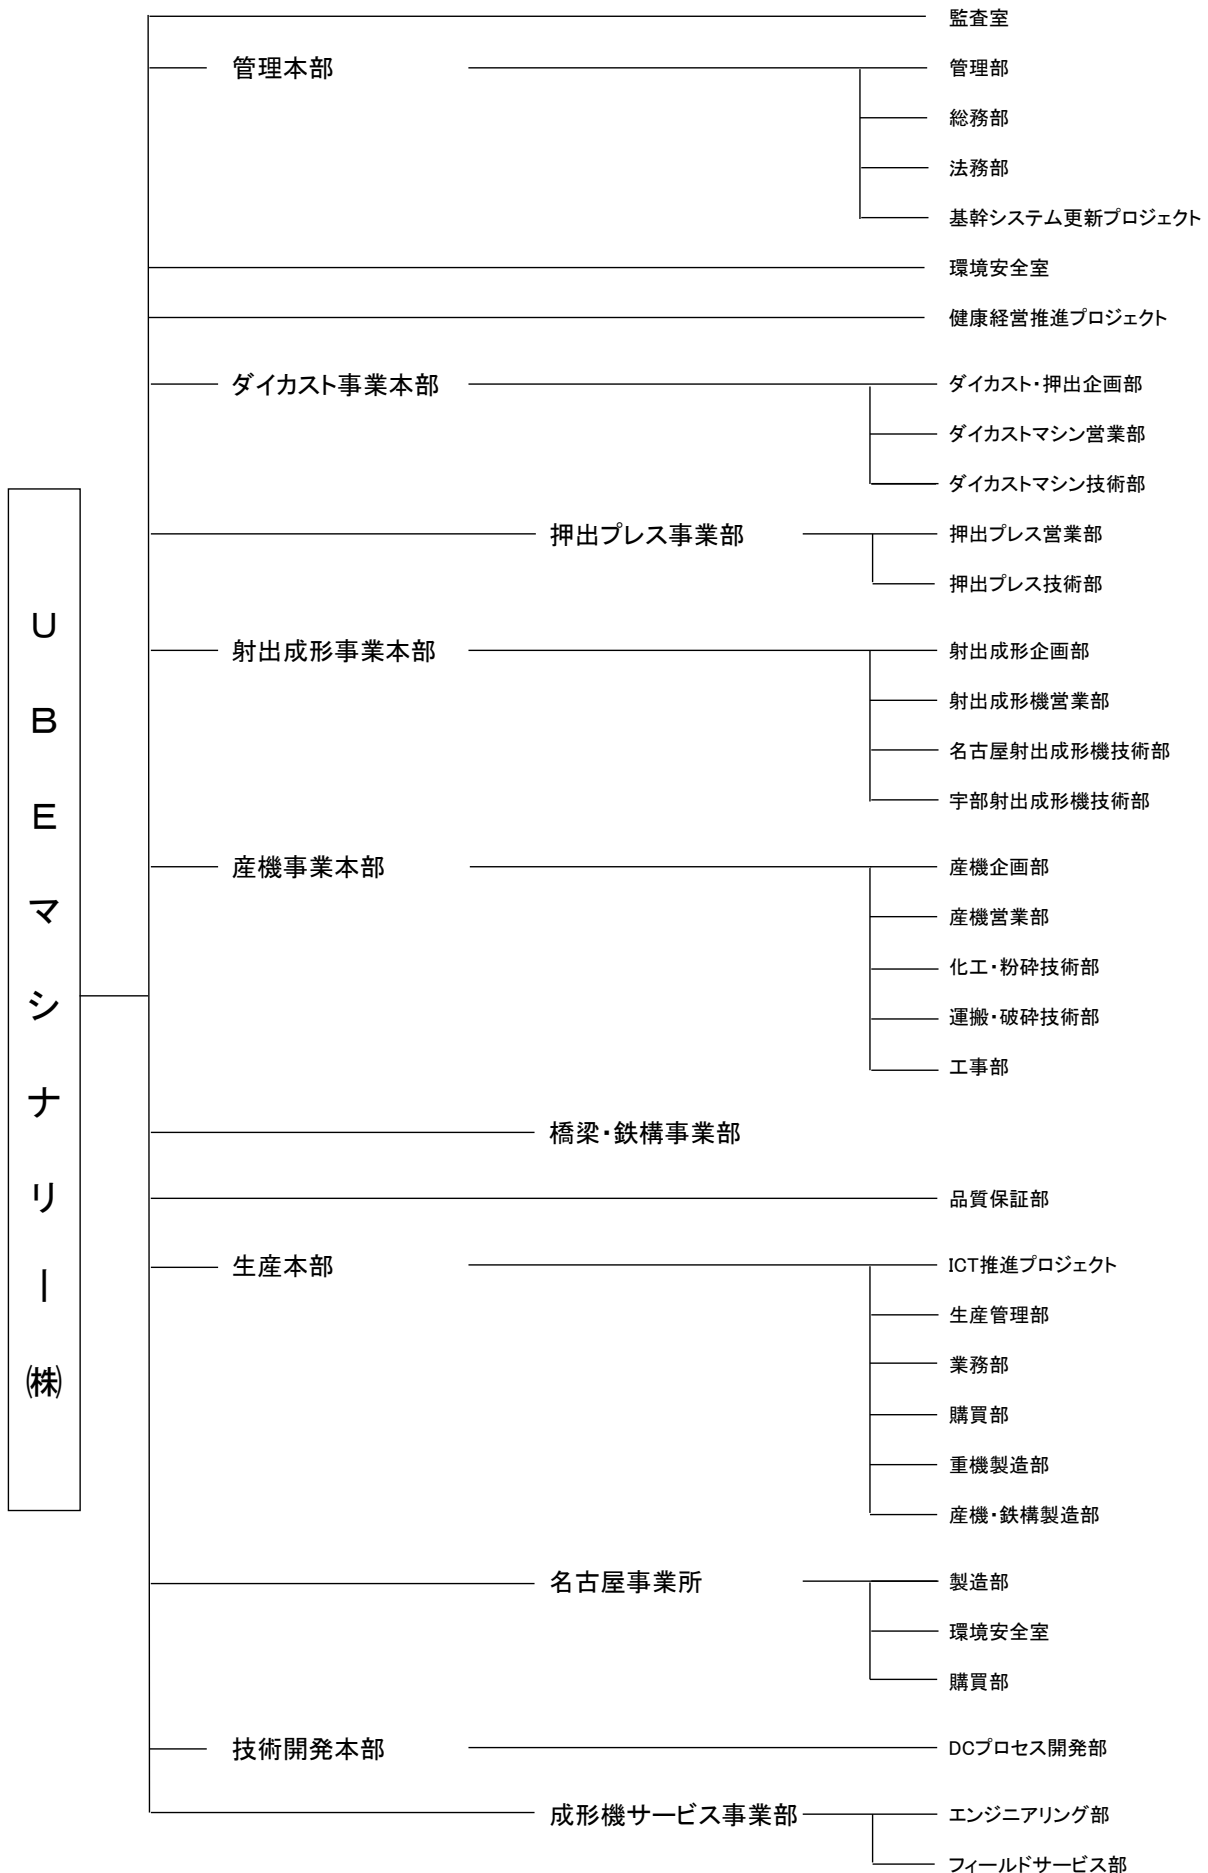 監査室
管理本部
管理部
総務部
法務部
基幹システム更新プロジェクト
環境安全室
健康経営推進プロジェクト
ダイカスト事業本部
ダイカスト・押出企画部
ダイカストマシン営業部
ダイカストマシン技術部
押出プレス事業部
押出プレス営業部
押出プレス技術部
射出成形事業本部
射出成形企画部
射出成形機営業部
名古屋射出成形機技術部
宇部射出成形機技術部
UBEマシナリー㈱
産機事業本部
産機企画部
産機営業部
化工・粉砕技術部
運搬・破砕技術部
工事部
橋梁・鉄構事業部
品質保証部
生産本部
ICT推進プロジェクト
生産管理部
業務部
購買部
重機製造部
産機・鉄構製造部
名古屋事業所
製造部
環境安全室
購買部
技術開発本部
DCプロセス開発部
成形機サービス事業部
エンジニアリング部
フィールドサービス部